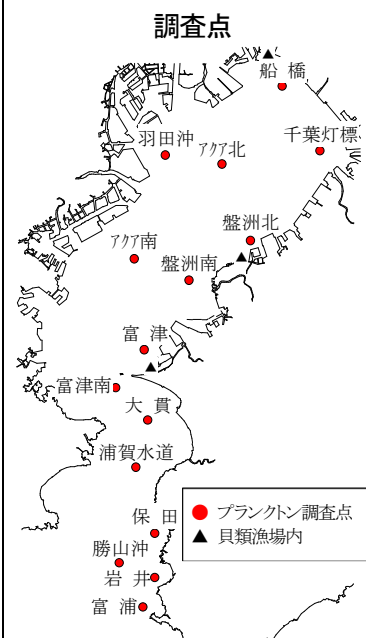 調査点
船 橋
千葉灯標
羽田沖
アクア北
盤洲北
アクア南
盤洲南
富 津
富津南
大 貫
浦賀水道
保 田
プランクトン調査点
勝山沖
貝類漁場内
岩 井
富 浦